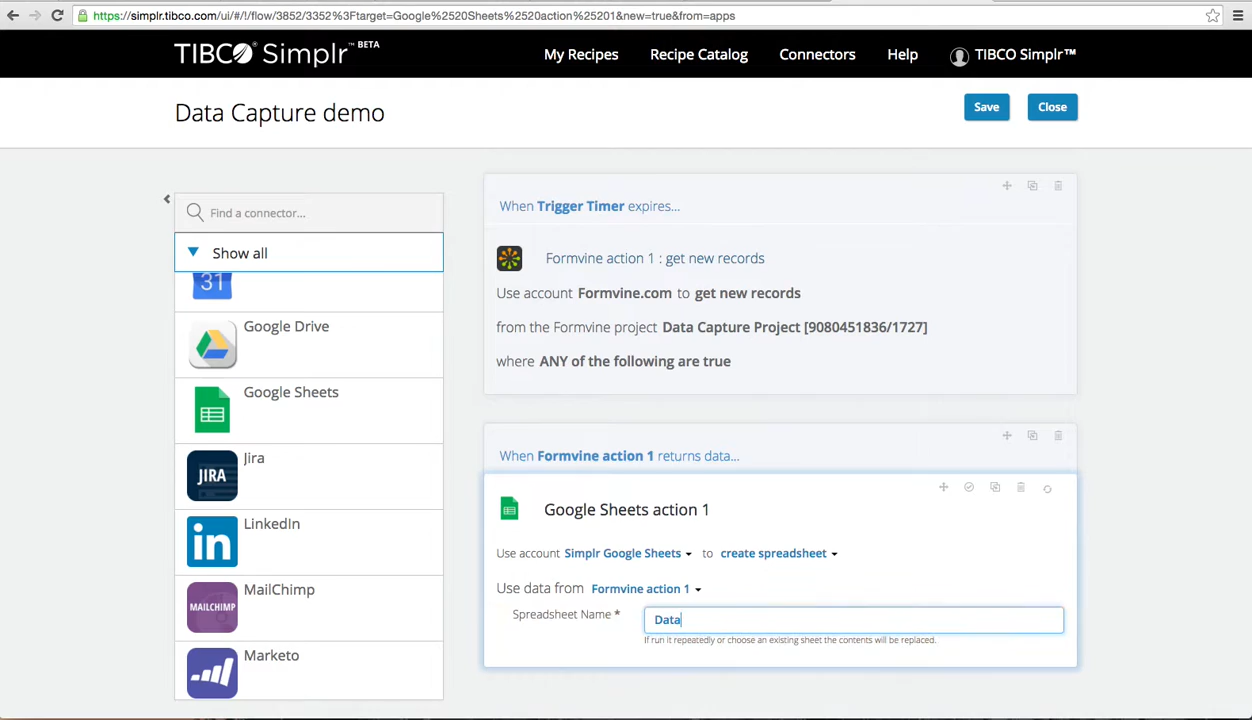 https://simplr.tibco.com/ui/#/!/flow/3852/3352%3Ftarget=Google%2520Sheets%2520action%25201&new=true&from=apps
TIBCO® Simplr™ BETA
My Recipes
Recipe Catalog
Connectors
Help
TIBCO Simplr™
Data Capture demo
Save
Close
Find a connector...
Show all
31
Google Drive
Google Sheets
Jira
JIRA
LinkedIn
in
MailChimp
MAILCHIMP
Marketo
When Trigger Timer expires...
Formvine action 1 : get new records
Use account Formvine.com to get new records
from the Formvine project Data Capture Project [9080451836/1727]
where ANY of the following are true
When Formvine action 1 returns data...
Google Sheets action 1
Use account Simplr Google Sheets to create spreadsheet
Use data from Formvine action 1
Spreadsheet Name *
Data
If run it repeatedly or choose an existing sheet the contents will be replaced.